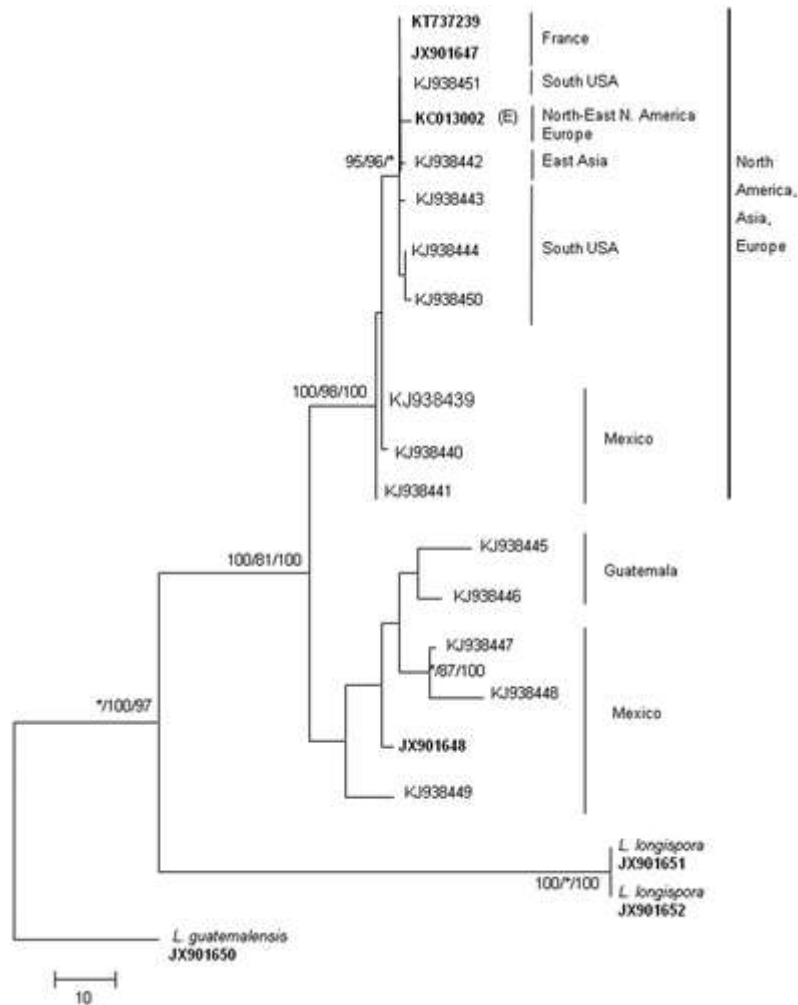 KT737239
JX901647
France
KJ938451
South USA
KC013002 (E)
North-East N. America
Europe
95/96/*
KJ938442
East Asia
KJ938443
KJ938444
South USA
KJ938450
North
America,
Asia,
Europe
100/98/100
KJ938439
KJ938440
Mexico
KJ938441
100/81/100
KJ938445
Guatemala
KJ938446
KJ938447
*/87/100
KJ938448
Mexico
JX901648
KJ938449
*/100/97
L. longispora
JX901651
100/*/100
L. longispora
JX901652
L. guatemalensis
JX901650
10